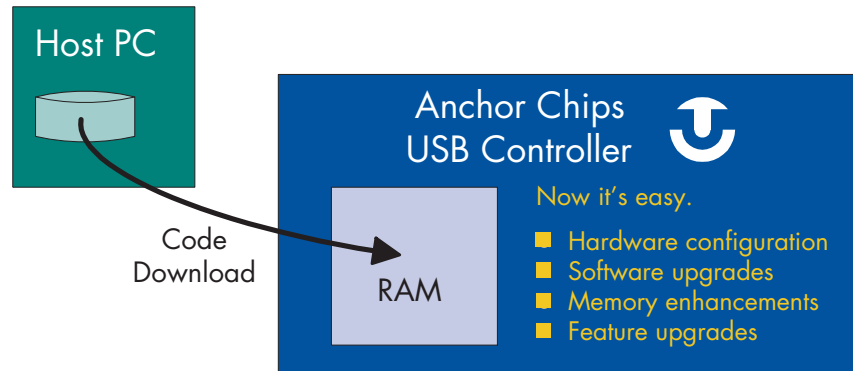 Host PC
Anchor Chips
USB Controller
Now it's easy.
Hardware configuration
Software upgrades
Memory enhancements
Feature upgrades
Code
Download
RAM